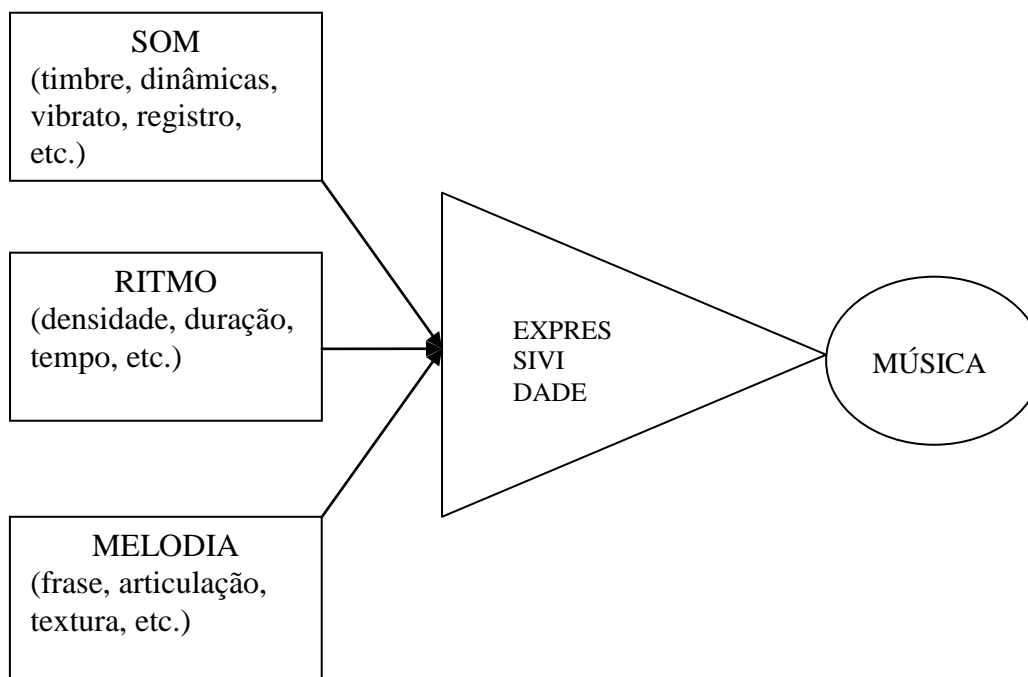 SOM
(timbre, dinâmicas,
vibrato, registro,
etc.)
RITMO
(densidade, duração,
tempo, etc.)
MELODIA
(frase, articulação,
textura, etc.)
EXPRES
SIVI
DADE
MÚSICA